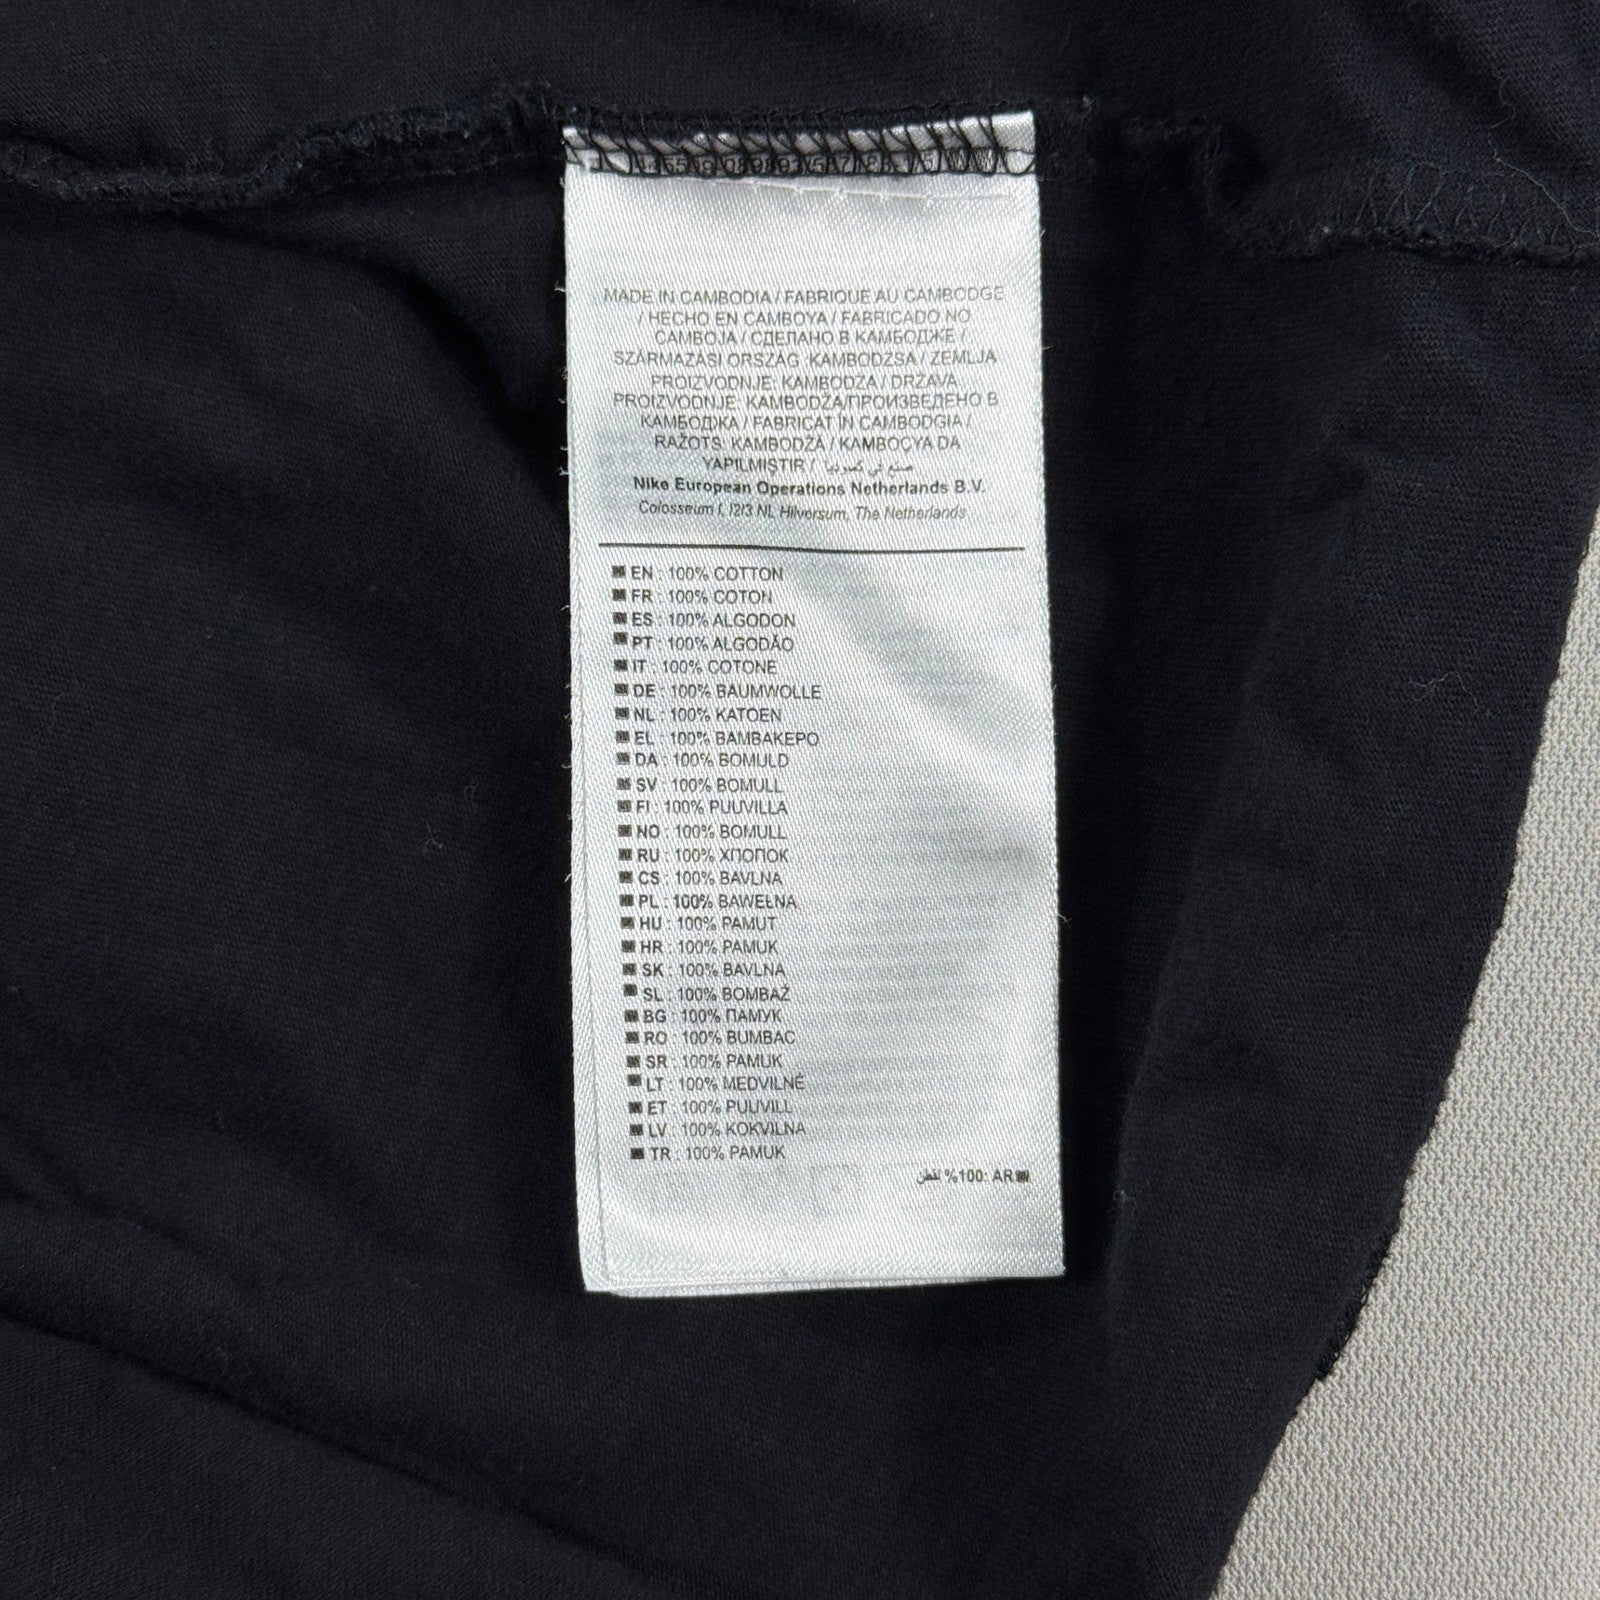 MADE IN CAMBODIA / FABRIQUE AU CAMBODGE
/ HECHO EN CAMBOYA / FABRICADO NO
CAMBOJA / СДЕЛАНО В КАМБОДЖЕ /
SZÁRMAZÁSI ORSZÁG :KAMBODZSA / ZEMLJA
PROIZVODNJE: KAMBODŽA / DRŽAVA
PROIZVODNJE: KAMBODŽA/ПРОИЗВЕДЕНО В
КАМБОДЖА / FABRICAT ÎN CAMBODGIA /
RAŽOTS: KAMBODŽĀ / KAMBOÇYA DA
YAPILMIŞTIR / صنع في كمبوديا
Nike European Operations Netherlands B.V.
Colosseum 1, 1213 NL Hilversum, The Netherlands
EN : 100% COTTON
FR : 100% COTON
ES : 100% ALGODON
PT : 100% ALGODÃO
IT : 100% COTONE
DE : 100% BAUMWOLLE
NL : 100% KATOEN
EL : 100% ΒΑΜΒΑΚΕΡΟ
DA : 100% BOMULD
SV : 100% BOMULL
FI : 100% PUUVILLA
NO : 100% BOMULL
RU : 100% ХЛОПОК
CS : 100% BAVLNA
PL : 100% BAWEŁNA
HU : 100% PAMUT
HR : 100% PAMUK
SK : 100% BAVLNA
SL : 100% BOMBAŽ
BG : 100% ПАМУК
RO : 100% BUMBAC
SR : 100% PAMUK
LT : 100% MEDVILNĖ
ET : 100% PUUVILL
LV : 100% KOKVILNA
TR : 100% PAMUK
AR :100% قطن